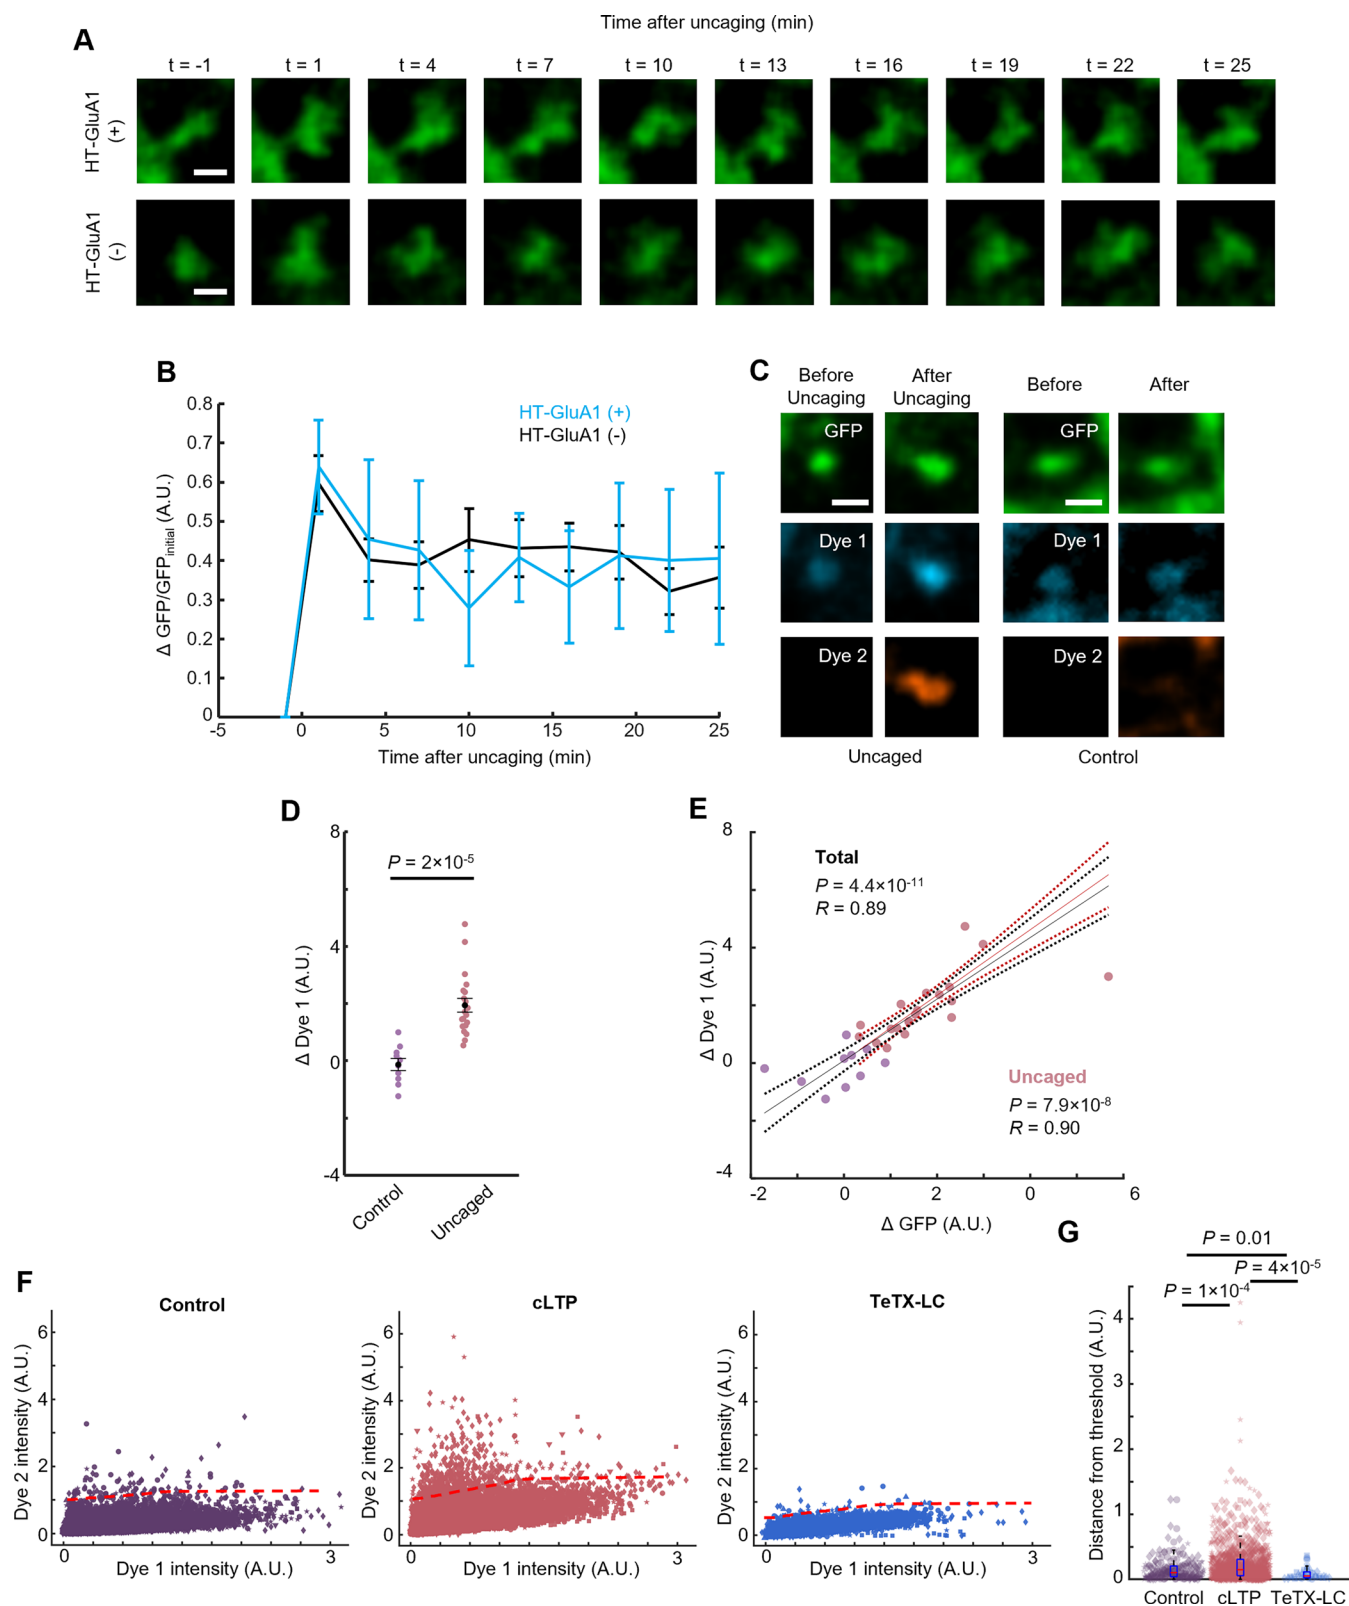 Time after uncaging (min)
A
t = -1 t = 1 t = 4 t = 7 t = 10 t = 13 t = 16 t = 19 t = 22 t = 25
HT-GluA1
(+)
HT-GluA1
(-)
B
0.8
0.7
0.6
0.5
0.4
0.3
0.2
0.1
0
Δ GFP/GFPinitial (A.U.)
HT-GluA1 (+)
HT-GluA1 (-)
-5 0 5 10 15 20 25
Time after uncaging (min)
C
Before
Uncaging
After
Uncaging
Before
After
GFP
GFP
Dye 1
Dye 1
Dye 2
Dye 2
Uncaged
Control
D
8
4
0
-4
Δ Dye 1 (A.U.)
P = 2×10-5
Control
Uncaged
E
8
4
0
-4
Δ Dye 1 (A.U.)
Total
P = 4.4×10-11
R = 0.89
Uncaged
P = 7.9×10-8
R = 0.90
-2 0 2 0 6
Δ GFP (A.U.)
F
Control
6
4
2
0
Dye 2 intensity (A.U.)
0 3
Dye 1 intensity (A.U.)
cLTP
6
4
2
0
Dye 2 intensity (A.U.)
0 3
Dye 1 intensity (A.U.)
TeTX-LC
6
4
2
0
Dye 2 intensity (A.U.)
0 3
Dye 1 intensity (A.U.)
G
P = 0.01
P = 4×10-5
P = 1×10-4
4
3
2
1
0
Distance from threshold (A.U.)
Control cLTP TeTX-LC